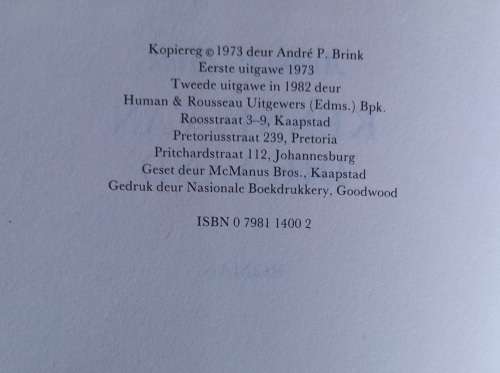 Kopiereg © 1973 deur André P. Brink
Eerste uitgawe 1973
Tweede uitgawe in 1982 deur
Human & Rousseau Uitgewers (Edms.) Bpk.
Roosstraat 3–9, Kaapstad
Pretoriusstraat 239, Pretoria
Pritchardstraat 112, Johannesburg
Geset deur McManus Bros., Kaapstad
Gedruk deur Nasionale Boekdrukkery, Goodwood
ISBN 0 7981 1400 2